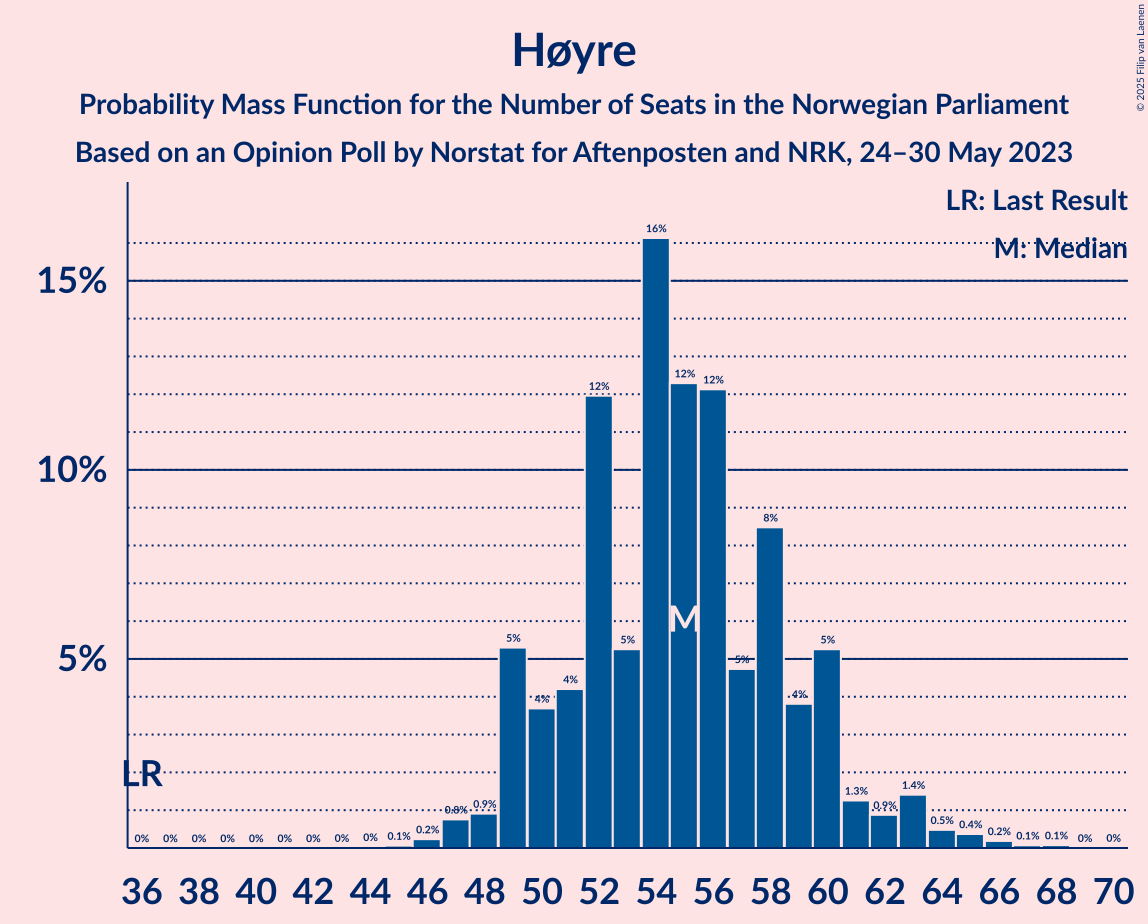 Høyre
Probability Mass Function for the Number of Seats in the Norwegian Parliament
Based on an Opinion Poll by Norstat for Aftenposten and NRK, 24–30 May 2023
© 2025 Filip van Laenen
LR: Last Result
M: Median
15%
10%
5%
LR
M
0% 0% 0% 0% 0% 0% 0% 0% 0% 0.1% 0.2% 0.8% 0.9% 5% 4% 4% 12% 5% 16% 12% 12% 5% 8% 4% 5% 1.3% 0.9% 1.4% 0.5% 0.4% 0.2% 0.1% 0.1% 0% 0%
36 38 40 42 44 46 48 50 52 54 56 58 60 62 64 66 68 70